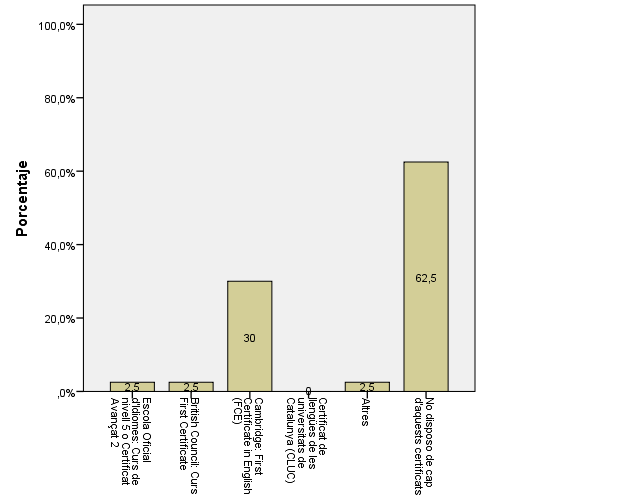 Porcentaje
100,0%
80,0%
60,0%
40,0%
20,0%
,0%
2,5
2,5
30
0
2,5
62,5
Escola Oficial
d'Idiomes: Curs de
nivell 5 o Certificat
Avançat 2
British Council: Curs
First Certificate
Cambridge: First
Certificate in English
(FCE)
Certificat de
llengües de les
universitats de
Catalunya (CLUC)
Altres
No disposo de cap
d'aquests certificats